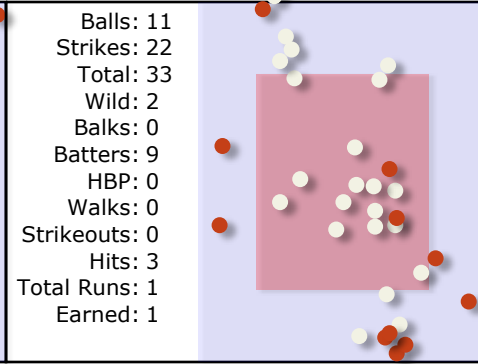 Balls: 11
Strikes: 22
Total: 33
Wild: 2
Balks: 0
Batters: 9
HBP: 0
Walks: 0
Strikeouts: 0
Hits: 3
Total Runs: 1
Earned: 1